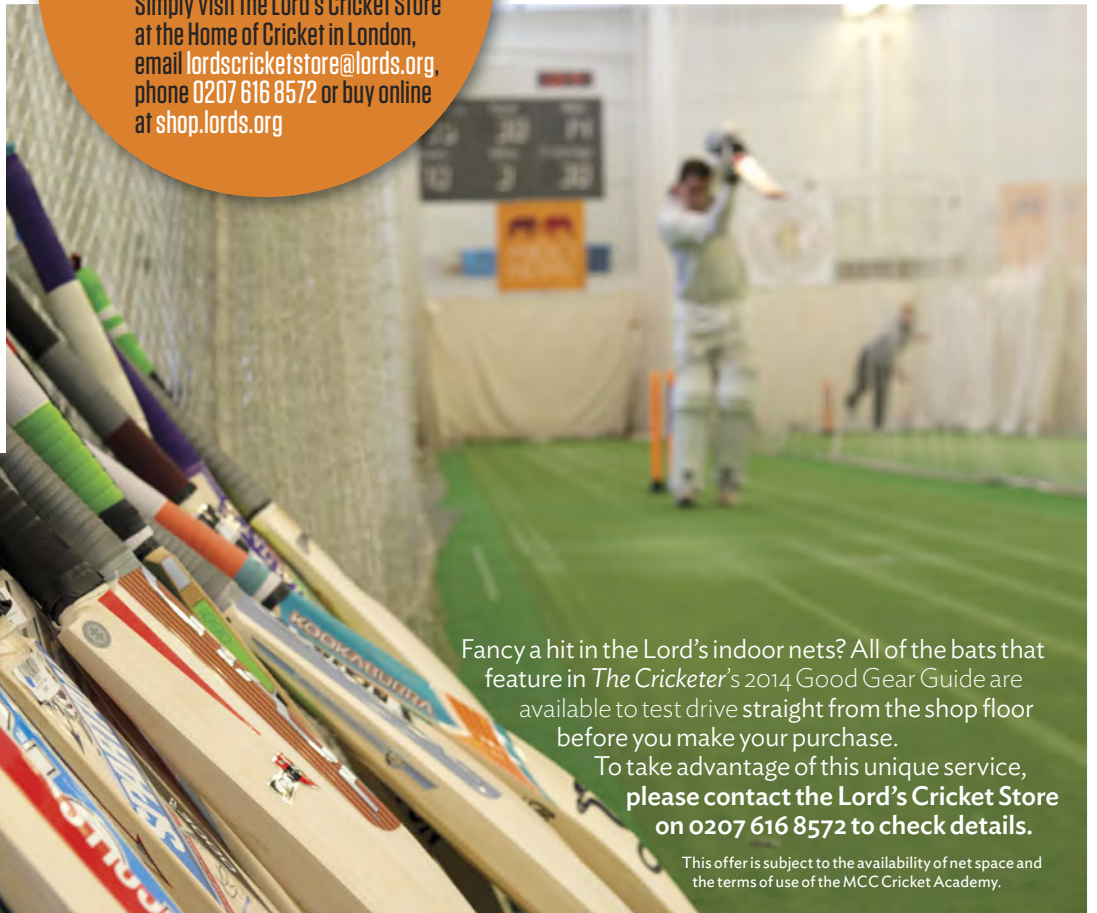 Simply visit the Lord's Cricket Store
at the Home of Cricket in London,
email lordscricketstore@lords.org,
phone 0207 616 8572 or buy online
at shop.lords.org
KOOKABURRA
Fancy a hit in the Lord's indoor nets? All of the bats that
feature in The Cricketer's 2014 Good Gear Guide are
available to test drive straight from the shop floor
before you make your purchase.
To take advantage of this unique service,
please contact the Lord's Cricket Store
on 0207 616 8572 to check details.
This offer is subject to the availability of net space and
the terms of use of the MCC Cricket Academy.